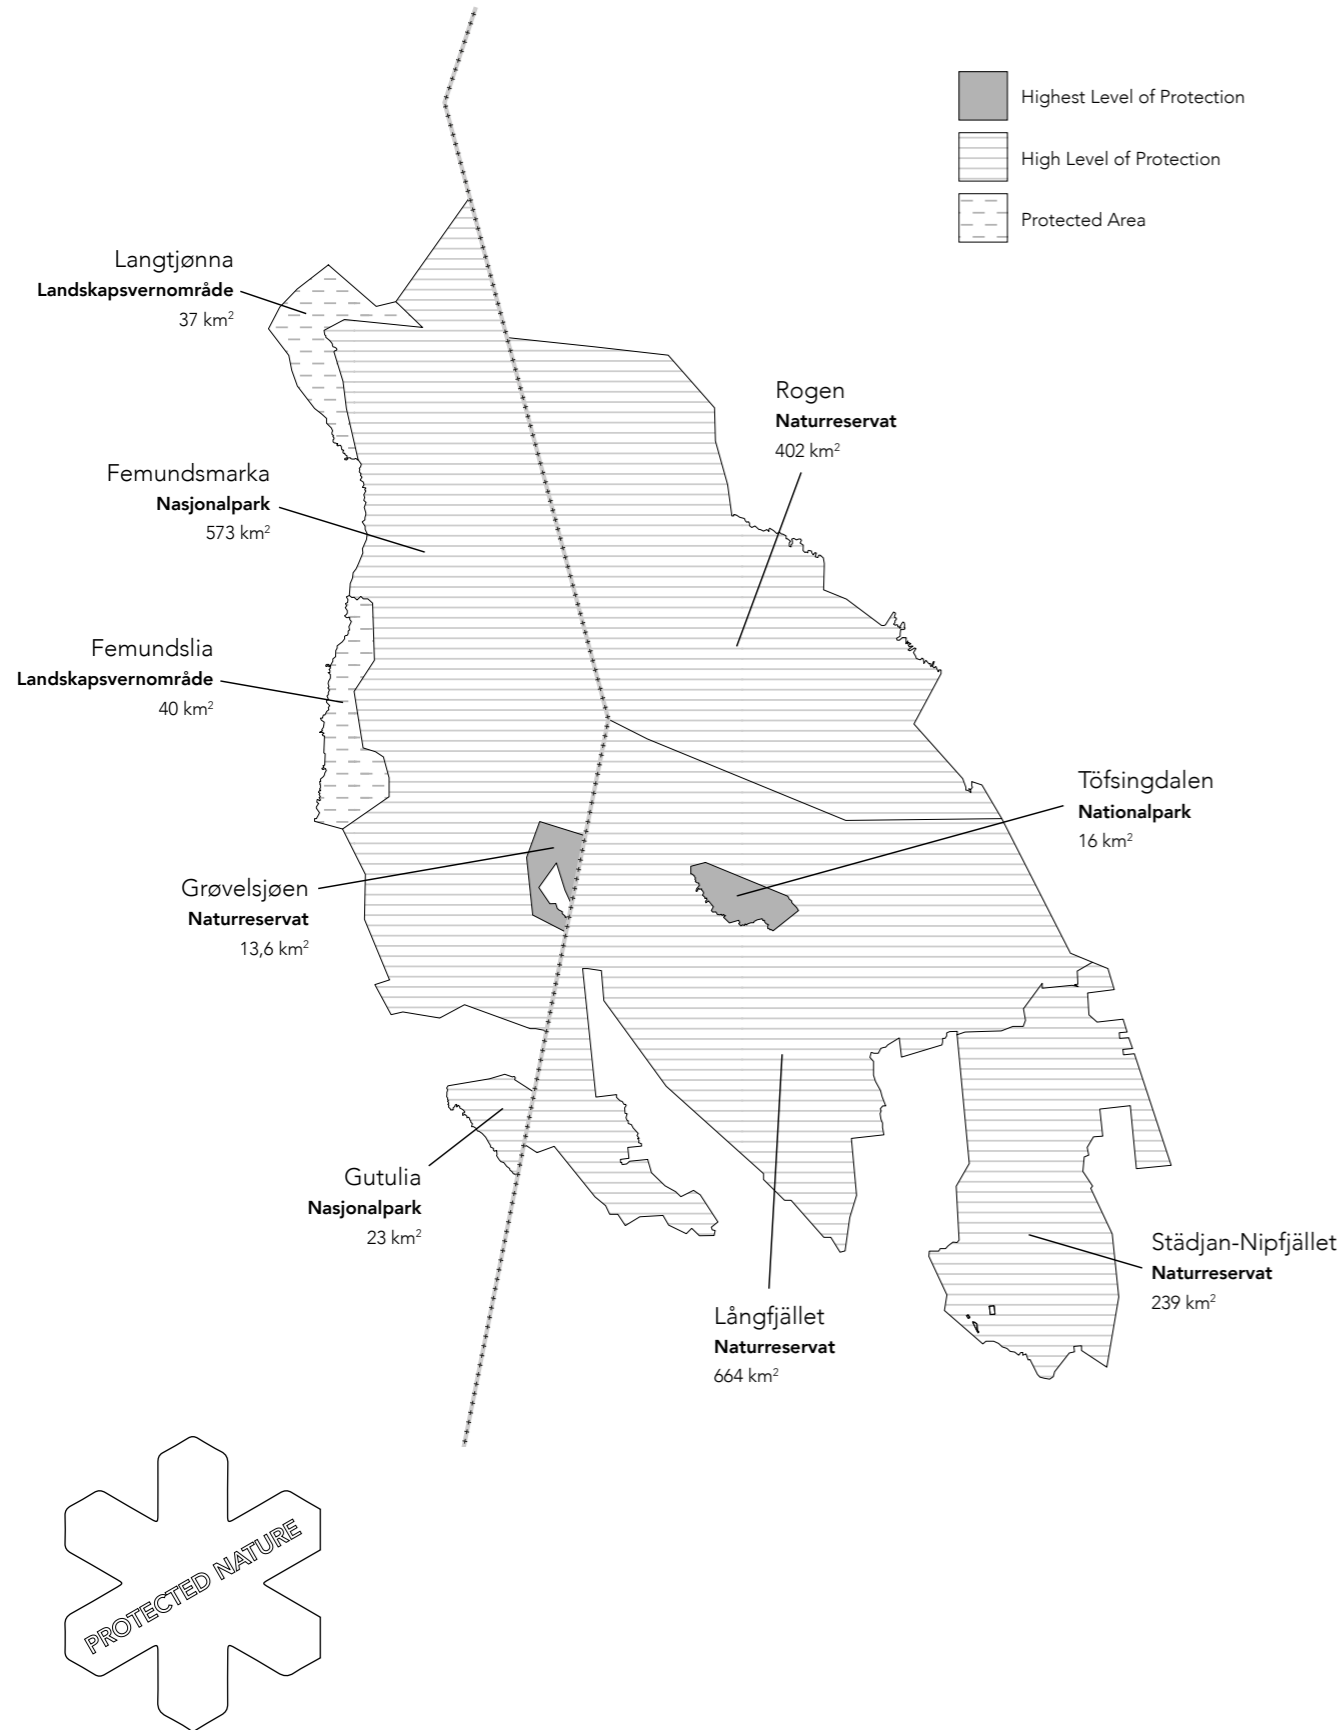 Highest Level of Protection
High Level of Protection
Protected Area
Langtjønna
Landskapsvernområde
37 km²
Rogen
Naturreservat
402 km²
Femundsmarka
Nasjonalpark
573 km²
Femundslia
Landskapsvernområde
40 km²
Töfsingdalen
Nationalpark
16 km²
Grøvelsjøen
Naturreservat
13,6 km²
Gutulia
Nasjonalpark
23 km²
Städjan-Nipfjället
Naturreservat
239 km²
Långfjället
Naturreservat
664 km²
PROTECTED NATURE